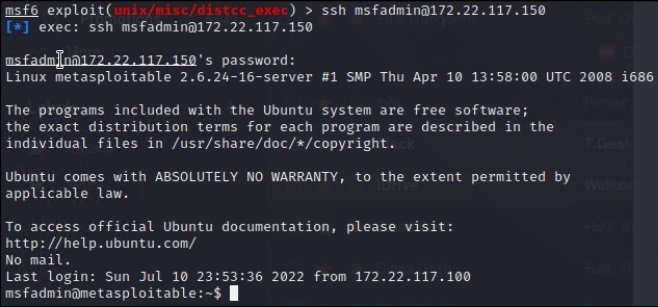 msf6 exploit(unix/misc/distcc_exec) > ssh msfadmin@172.22.117.150
[*] exec: ssh msfadmin@172.22.117.150
msfadmin@172.22.117.150's password:
Linux metasploitable 2.6.24-16-server #1 SMP Thu Apr 10 13:58:00 UTC 2008 i686
The programs included with the Ubuntu system are free software;
the exact distribution terms for each program are described in the
individual files in /usr/share/doc/*/copyright.
Ubuntu comes with ABSOLUTELY NO WARRANTY, to the extent permitted by
applicable law.
To access official Ubuntu documentation, please visit:
http://help.ubuntu.com/
No mail.
Last login: Sun Jul 10 23:53:36 2022 from 172.22.117.100
msfadmin@metasploitable:~$